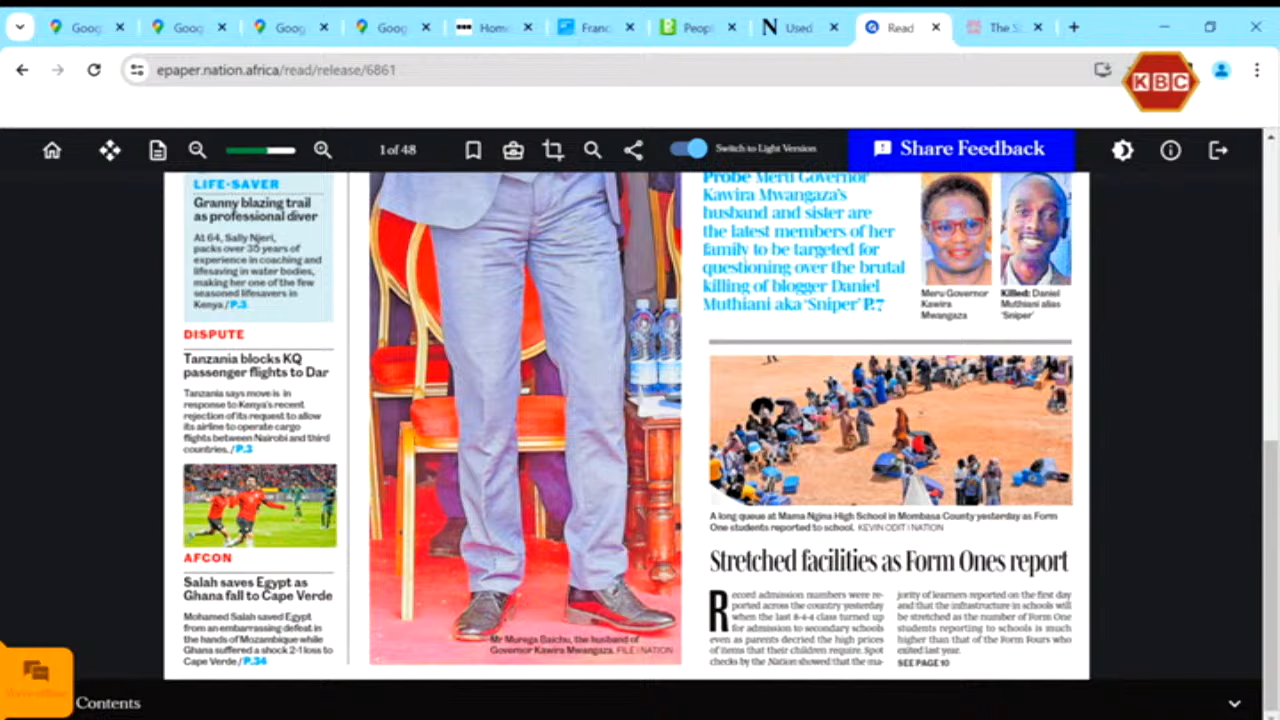 Goog
Goog
Goog
Goog
Home
Franc
Peopl
Used
Read
The S
epaper.nation.africa/read/release/6861
KBC
1 of 48
Switch to Light Version
Share Feedback
LIFE-SAVER
Granny blazing trail
as professional diver
At 64, Sally Njeri,
packs over 35 years of
experience in coaching and
lifesaving in water bodies,
making her one of the few
seasoned lifesavers in
Kenya / P.3
DISPUTE
Tanzania blocks KQ
passenger flights to Dar
Tanzania says move is in
response to Kenya's recent
rejection of its request to allow
its airline to operate cargo
flights between Nairobi and third
countries. / P.3
AFCON
Salah saves Egypt as
Ghana fall to Cape Verde
Mohamed Salah saved Egypt
from an embarrassing defeat in
the hands of Mozambique while
Ghana suffered a shock 2-1 loss to
Cape Verde / P.34
Mr Murega Baichu, the husband of
Governor Kawira Mwangaza. FILE | NATION
Probe Meru Governor
Kawira Mwangaza's
husband and sister are
the latest members of her
family to be targeted for
questioning over the brutal
killing of blogger Daniel
Muthiani aka 'Sniper' P.7
Meru Governor
Kawira
Mwangaza
Killed: Daniel
Muthiani alias
'Sniper'
A long queue at Mama Ngina High School in Mombasa County yesterday as Form
One students reported to school. KEVIN ODIT | NATION
Stretched facilities as Form Ones report
Record admission numbers were re-
ported across the country yesterday
when the last 8-4-4 class turned up
for admission to secondary schools
even as parents decried the high prices
of items that their children require. Spot
checks by the Nation showed that the ma-
jority of learners reported on the first day
and that the infrastructure in schools will
be stretched as the number of Form One
students reporting to schools is much
higher than that of the Form Fours who
exited last year.
SEE PAGE 10
Contents